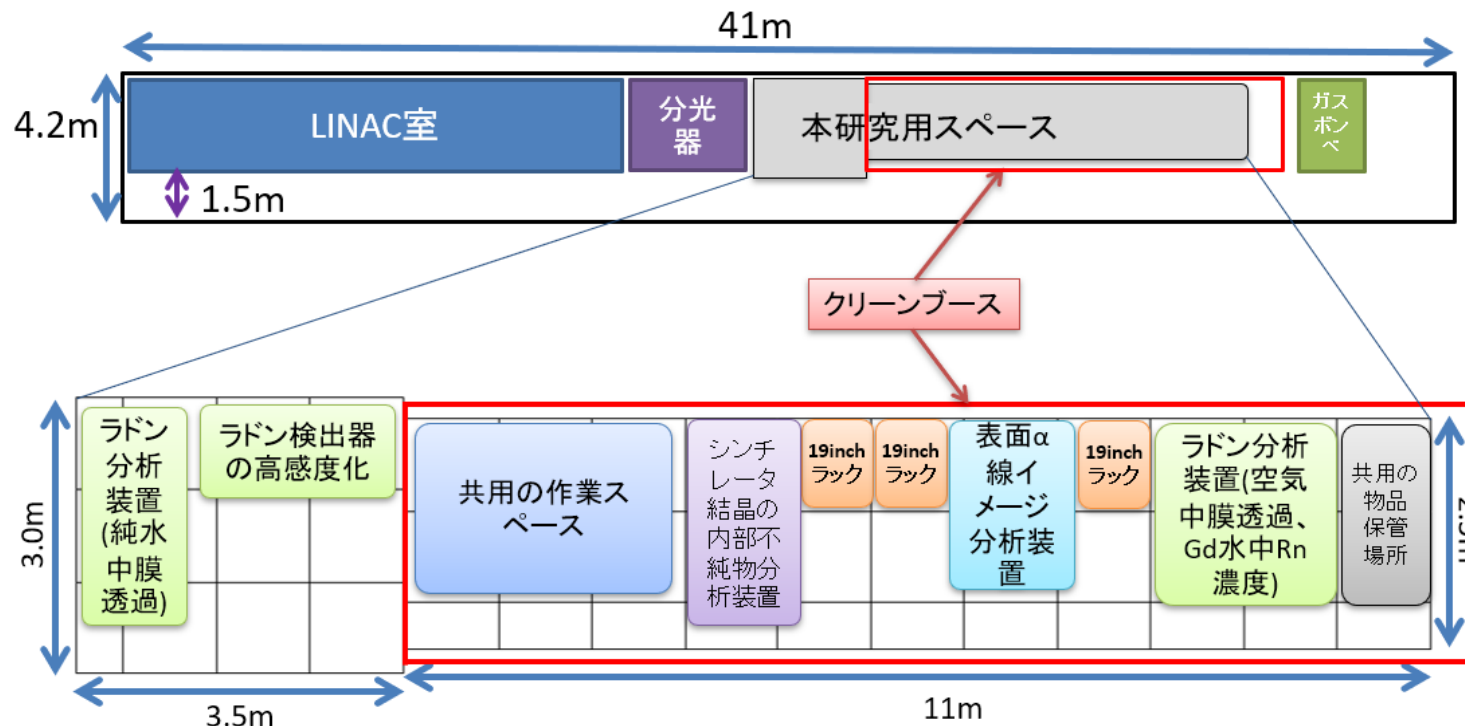 41m
4.2m
LINAC室
分光
器
本研究用スペース
ガス
ボン
ベ
1.5m
クリーンブース
ラドン
分析
装置
(純水
中膜
透過)
ラドン検出器
の高感度化
共用の作業ス
ペース
シンチ
レータ
結晶の
内部不
純物分
析装置
19inch
ラック
19inch
ラック
表面α
線イ
メージ
分析装
置
19inch
ラック
ラドン分析
装置(空気
中膜透過、
Gd水中Rn
濃度)
共用の
物品
保管
場所
3.0m
3.5m
11m